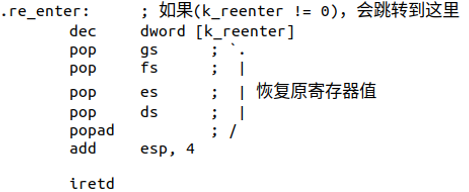 .re_enter: ; 如果(k_reenter != 0)，会跳转到这里
dec dword [k_reenter]
pop gs ; `.
pop fs ; |
pop es ; | 恢复原寄存器值
pop ds ; |
popad ; /
add esp, 4
iretd